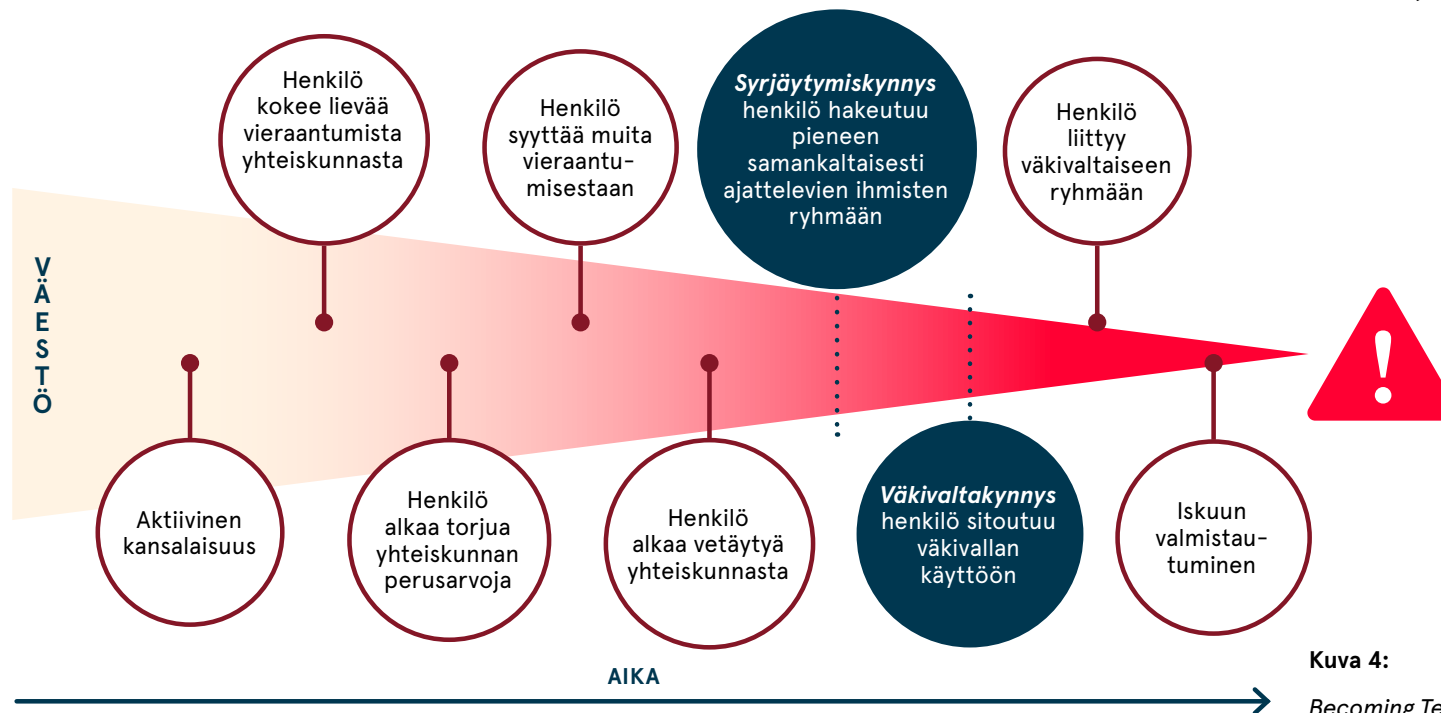 Henkilö
kokee lievää
vieraantumista
yhteiskunnasta
Henkilö
syyttää muita
vieraantu-
misestaan
Syrjäytymiskynnys
henkilö hakeutuu
pieneen
samankaltaisesti
ajattelevien ihmisten
ryhmään
Henkilö
liittyy
väkivaltaiseen
ryhmään
VÄESTÖ
Aktiivinen
kansalaisuus
Henkilö
alkaa torjua
yhteiskunnan
perusarvoja
Henkilö
alkaa vetäytyä
yhteiskunnasta
Väkivaltakynnys
henkilö sitoutuu
väkivallan
käyttöön
Iskuun
valmistau-
tuminen
!
AIKA
Kuva 4:
Becoming